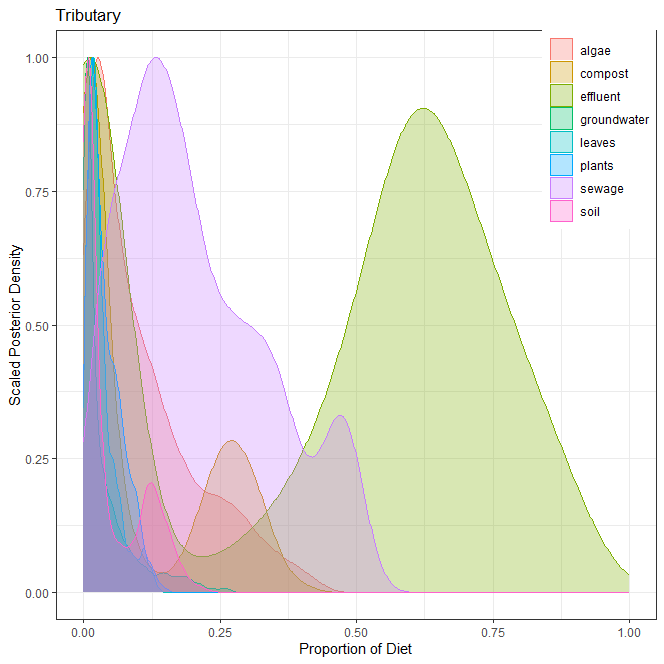 Tributary
algae
compost
effluent
groundwater
leaves
plants
sewage
soil
Scaled Posterior Density
1.00
0.75
0.50
0.25
0.00
0.00 0.25 0.50 0.75 1.00
Proportion of Diet